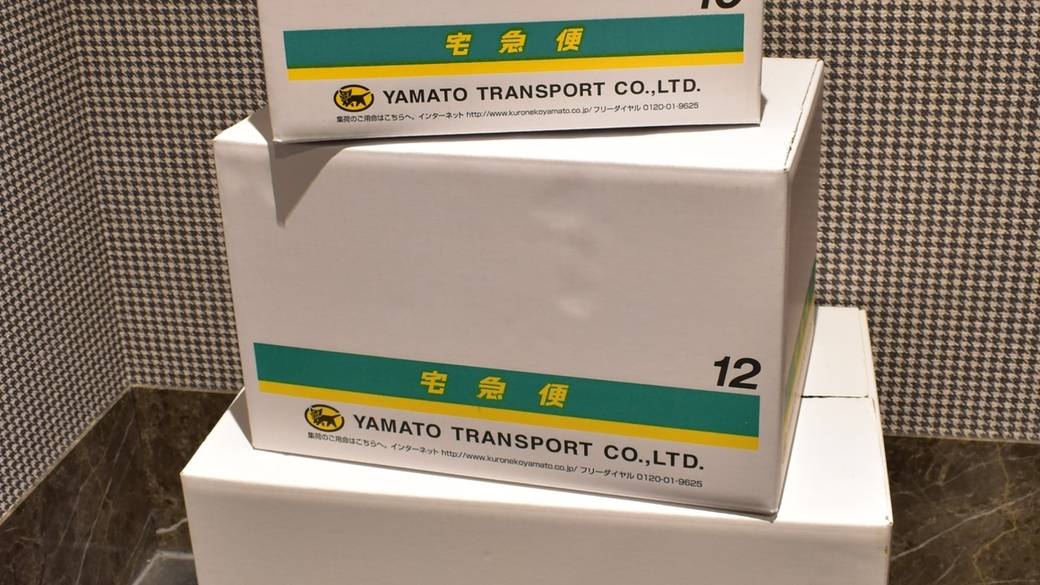 宅急便
YAMATO TRANSPORT CO.,LTD.
集荷のご用命はこちらへ。インターネット http://www.kuronekoyamato.co.jp/ フリーダイヤル 0120-01-9625
12
宅急便
YAMATO TRANSPORT CO.,LTD.
集荷のご用命はこちらへ。インターネット http://www.kuronekoyamato.co.jp/ フリーダイヤル 0120-01-9625